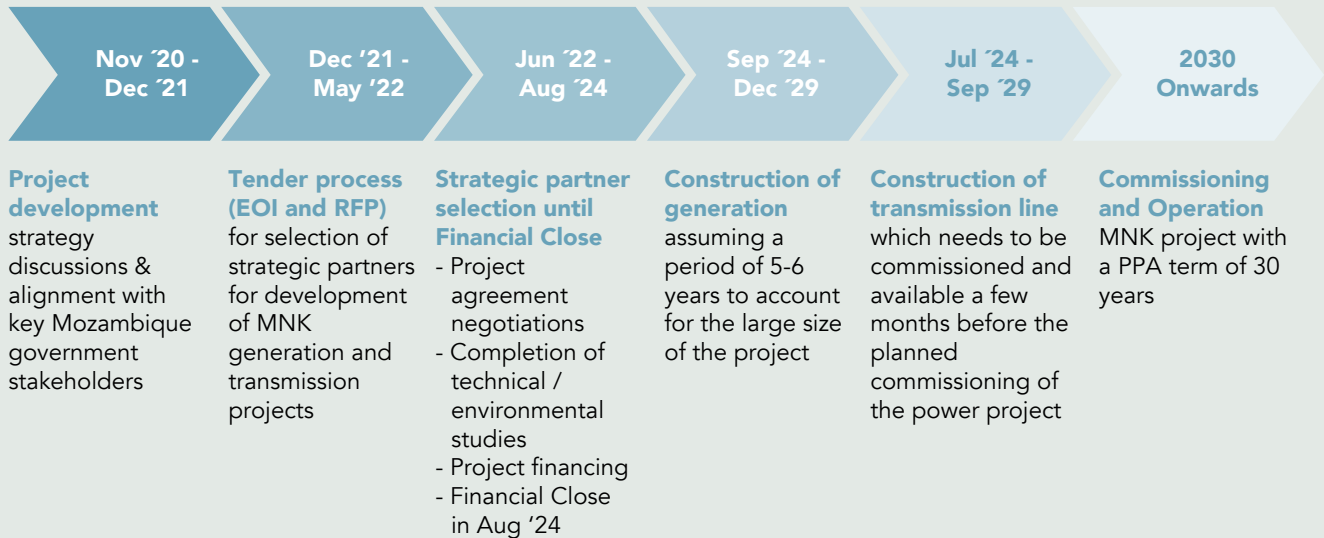 Nov ´20 -
Dec ´21
Dec ’21 -
May ’22
Jun ´22 -
Aug ´24
Sep ´24 -
Dec ´29
Jul ´24 -
Sep ´29
2030
Onwards
Project
development
strategy
discussions &
alignment with
key Mozambique
government
stakeholders
Tender process
(EOI and RFP)
for selection of
strategic partners
for development
of MNK
generation and
transmission
projects
Strategic partner
selection until
Financial Close
- Project
agreement
negotiations
- Completion of
technical /
environmental
studies
- Project financing
- Financial Close
in Aug ’24
Construction of
generation
assuming a
period of 5-6
years to account
for the large size
of the project
Construction of
transmission line
which needs to be
commissioned and
available a few
months before the
planned
commissioning of
the power project
Commissioning
and Operation
MNK project with
a PPA term of 30
years